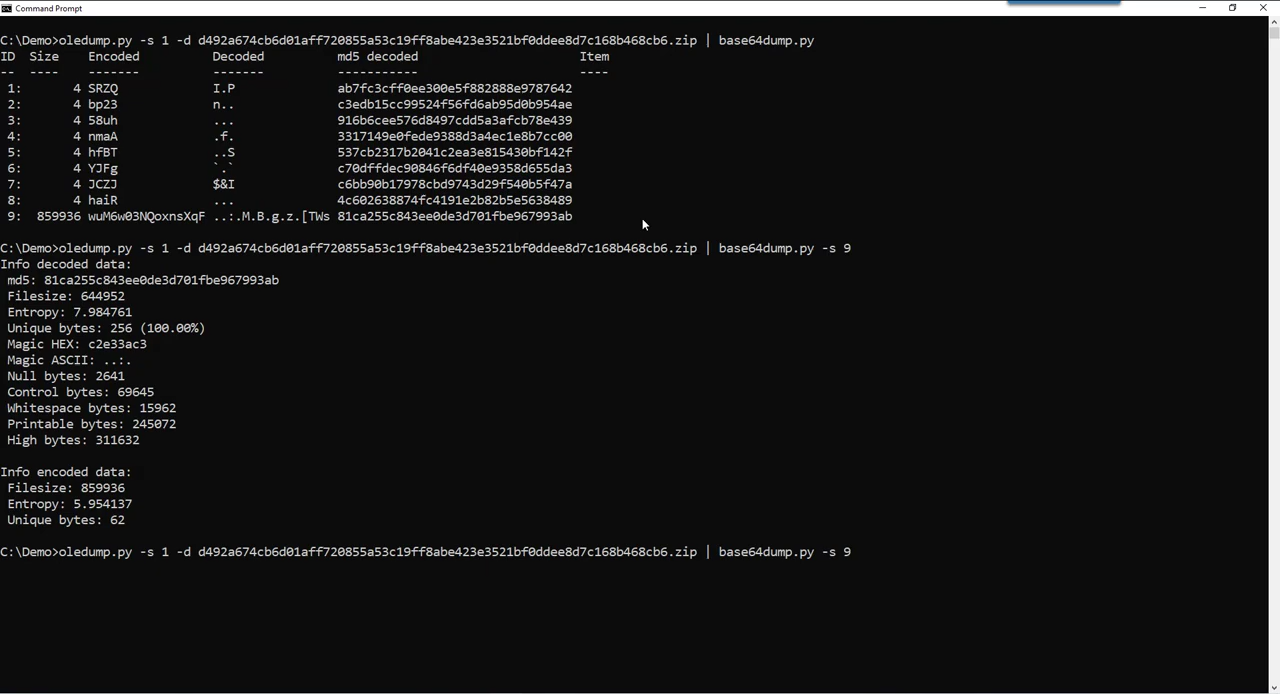 Command Prompt
C:\Demo>oledump.py -s 1 -d d492a674cb6d01aff720855a53c19ff8abe423e3521bf0ddee8d7c168b468cb6.zip | base64dump.py
ID  Size    Encoded          Decoded          md5 decoded                      Item
--  ----    -------          -------          -----------                      ----
 1:       4 SRZQ             I.P              ab7fc3cff0ee300e5f882888e9787642
 2:       4 bp23             n..              c3edb15cc99524f56fd6ab95d0b954ae
 3:       4 58uh             ...              916b6cee576d8497cdd5a3afcb78e439
 4:       4 nmaA             .f.              3317149e0fede9388d3a4ec1e8b7cc00
 5:       4 hfBT             ..S              537cb2317b2041c2ea3e815430bf142f
 6:       4 YJFg             `.`              c70dffdec90846f6df40e9358d655da3
 7:       4 JCZJ             $&I              c6bb90b17978cbd9743d29f540b5f47a
 8:       4 haiR             ...              4c602638874fc4191e2b82b5e5638489
 9:  859936 wuM6w03NQoxnsXqF ..:.M.B.g.z.[TWs 81ca255c843ee0de3d701fbe967993ab
C:\Demo>oledump.py -s 1 -d d492a674cb6d01aff720855a53c19ff8abe423e3521bf0ddee8d7c168b468cb6.zip | base64dump.py -s 9
Info decoded data:
 md5: 81ca255c843ee0de3d701fbe967993ab
 Filesize: 644952
 Entropy: 7.984761
 Unique bytes: 256 (100.00%)
 Magic HEX: c2e33ac3
 Magic ASCII: ..:.
 Null bytes: 2641
 Control bytes: 69645
 Whitespace bytes: 15962
 Printable bytes: 245072
 High bytes: 311632
Info encoded data:
 Filesize: 859936
 Entropy: 5.954137
 Unique bytes: 62
C:\Demo>oledump.py -s 1 -d d492a674cb6d01aff720855a53c19ff8abe423e3521bf0ddee8d7c168b468cb6.zip | base64dump.py -s 9